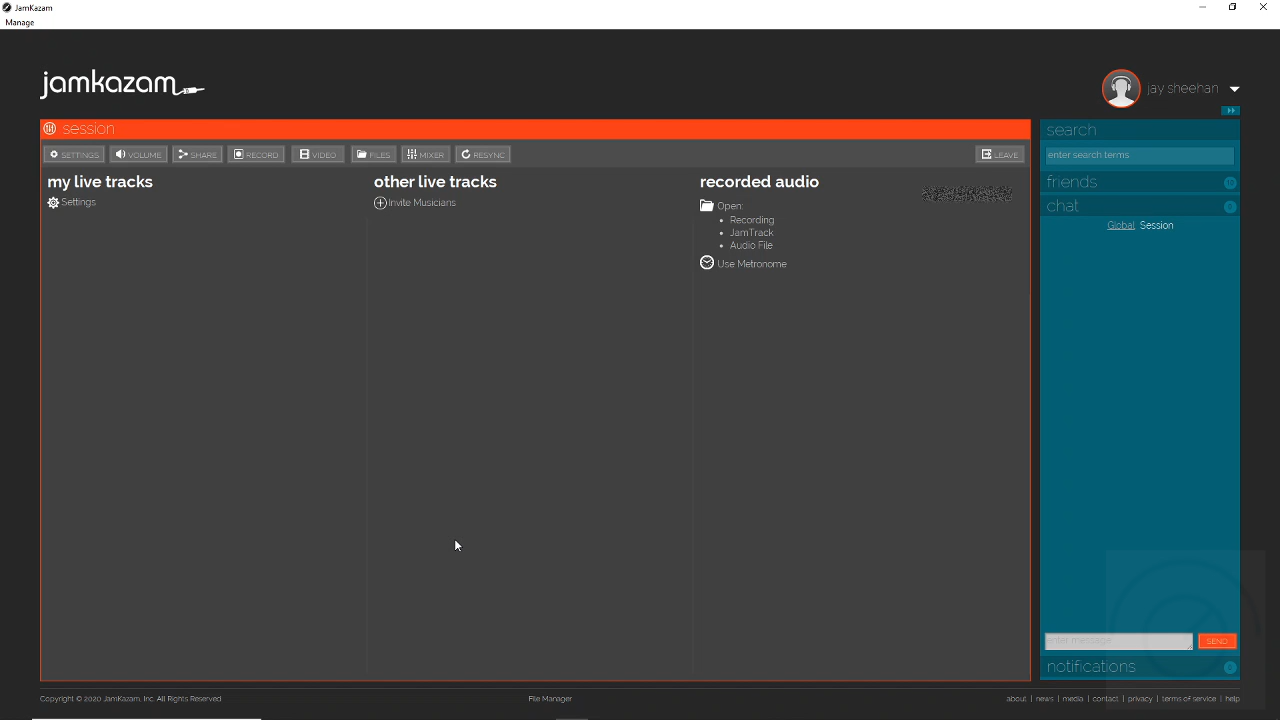 JamKazam
Manage
jamkazam
jay sheehan
session
SETTINGS VOLUME SHARE RECORD VIDEO FILES MIXER RESYNC LEAVE
my live tracks
Settings
other live tracks
Invite Musicians
recorded audio
Open:
Recording
JamTrack
Audio File
Use Metronome
search
enter search terms
friends
chat
Global Session
enter message
SEND
notifications
Copyright © 2020 JamKazam, Inc. All Rights Reserved
File Manager
about | news | media | contact | privacy | terms of service | help